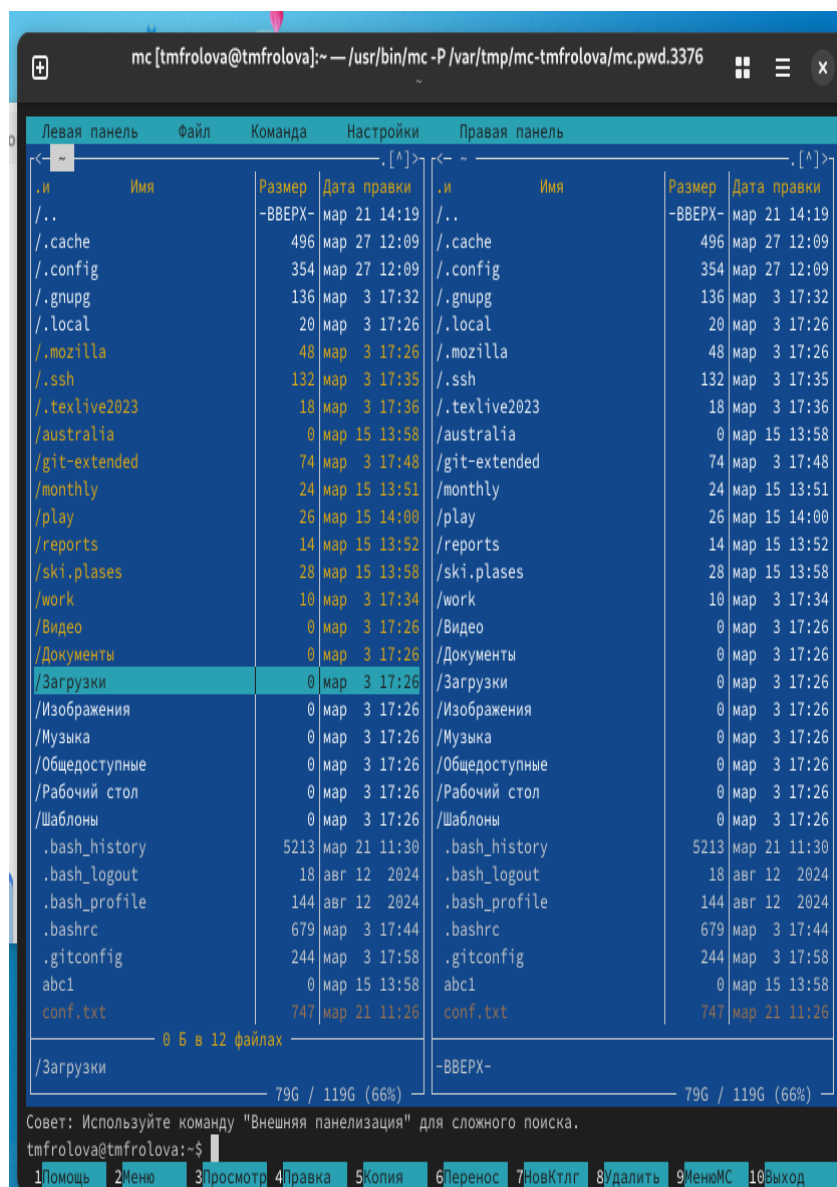 mc [tmfrolova@tmfrolova]:~ — /usr/bin/mc -P /var/tmp/mc-tmfrolova/mc.pwd.3376
~
Левая панель Файл Команда Настройки Правая панель
<— ~ .[^]> <— ~ .[^]>
.и Имя Размер Дата правки .и Имя Размер Дата правки
/.. -ВВЕРХ- мар 21 14:19 /.. -ВВЕРХ- мар 21 14:19
/.cache 496 мар 27 12:09 /.cache 496 мар 27 12:09
/.config 354 мар 27 12:09 /.config 354 мар 27 12:09
/.gnupg 136 мар 3 17:32 /.gnupg 136 мар 3 17:32
/.local 20 мар 3 17:26 /.local 20 мар 3 17:26
/.mozilla 48 мар 3 17:26 /.mozilla 48 мар 3 17:26
/.ssh 132 мар 3 17:35 /.ssh 132 мар 3 17:35
/.texlive2023 18 мар 3 17:36 /.texlive2023 18 мар 3 17:36
/australia 0 мар 15 13:58 /australia 0 мар 15 13:58
/git-extended 74 мар 3 17:48 /git-extended 74 мар 3 17:48
/monthly 24 мар 15 13:51 /monthly 24 мар 15 13:51
/play 26 мар 15 14:00 /play 26 мар 15 14:00
/reports 14 мар 15 13:52 /reports 14 мар 15 13:52
/ski.plases 28 мар 15 13:58 /ski.plases 28 мар 15 13:58
/work 10 мар 3 17:34 /work 10 мар 3 17:34
/Видео 0 мар 3 17:26 /Видео 0 мар 3 17:26
/Документы 0 мар 3 17:26 /Документы 0 мар 3 17:26
/Загрузки 0 мар 3 17:26 /Загрузки 0 мар 3 17:26
/Изображения 0 мар 3 17:26 /Изображения 0 мар 3 17:26
/Музыка 0 мар 3 17:26 /Музыка 0 мар 3 17:26
/Общедоступные 0 мар 3 17:26 /Общедоступные 0 мар 3 17:26
/Рабочий стол 0 мар 3 17:26 /Рабочий стол 0 мар 3 17:26
/Шаблоны 0 мар 3 17:26 /Шаблоны 0 мар 3 17:26
.bash_history 5213 мар 21 11:30 .bash_history 5213 мар 21 11:30
.bash_logout 18 авг 12 2024 .bash_logout 18 авг 12 2024
.bash_profile 144 авг 12 2024 .bash_profile 144 авг 12 2024
.bashrc 679 мар 3 17:44 .bashrc 679 мар 3 17:44
.gitconfig 244 мар 3 17:58 .gitconfig 244 мар 3 17:58
abc1 0 мар 15 13:58 abc1 0 мар 15 13:58
conf.txt 747 мар 21 11:26 conf.txt 747 мар 21 11:26
0 Б в 12 файлах
/Загрузки -ВВЕРХ-
79G / 119G (66%) 79G / 119G (66%)
Совет: Используйте команду "Внешняя панелизация" для сложного поиска.
tmfrolova@tmfrolova:~$
1Помощь 2Меню 3Просмотр 4Правка 5Копия 6Перенос 7НовКтлг 8Удалить 9МенюМС 10Выход